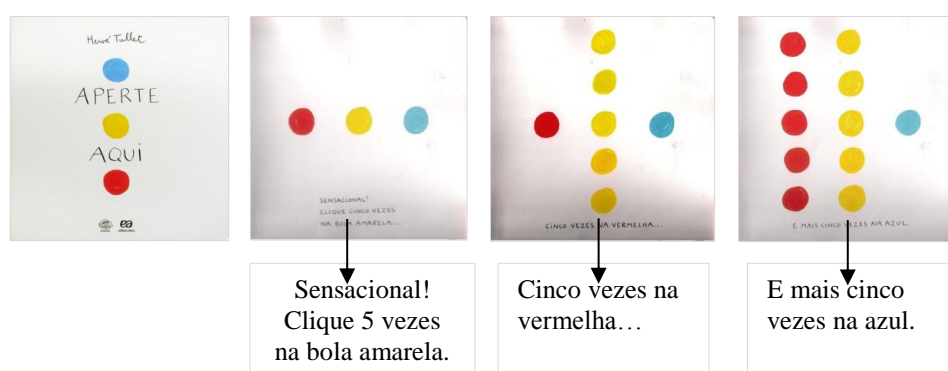 Hervé Tullet
APERTE
AQUI
ea
SENSACIONAL!
CLIQUE CINCO VEZES
NA BOLA AMARELA...
CINCO VEZES NA VERMELHA...
E MAIS CINCO VEZES NA AZUL.
Sensacional!
Clique 5 vezes
na bola amarela.
Cinco vezes na
vermelha…
E mais cinco
vezes na azul.